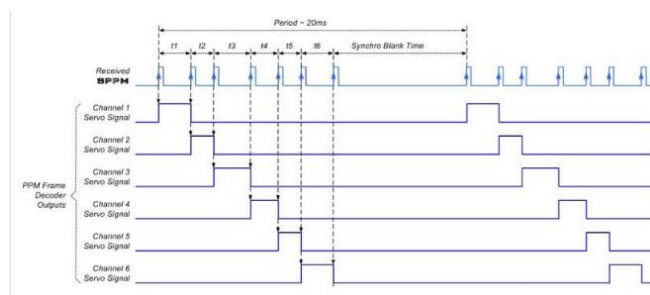 Period ~ 20ms
t1 t2 t3 t4 t5 t6 Synchro Blank Time
Received
SPPM
Channel 1
Servo Signal
Channel 2
Servo Signal
Channel 3
Servo Signal
PPM Frame
Decoder
Outputs
Channel 4
Servo Signal
Channel 5
Servo Signal
Channel 6
Servo Signal